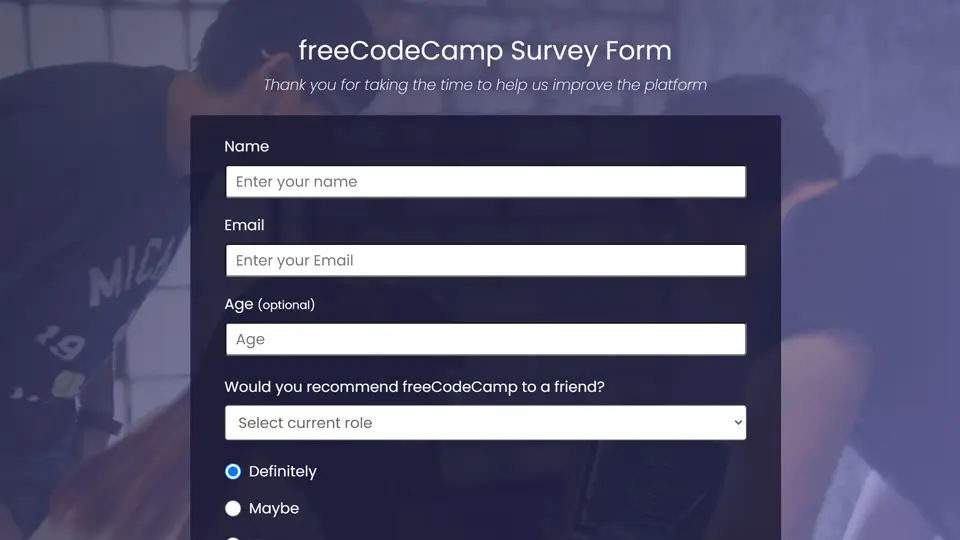 freeCodeCamp Survey Form
Thank you for taking the time to help us improve the platform
Name
Enter your name
Email
Enter your Email
Age (optional)
Age
Would you recommend freeCodeCamp to a friend?
Select current role
Definitely
Maybe